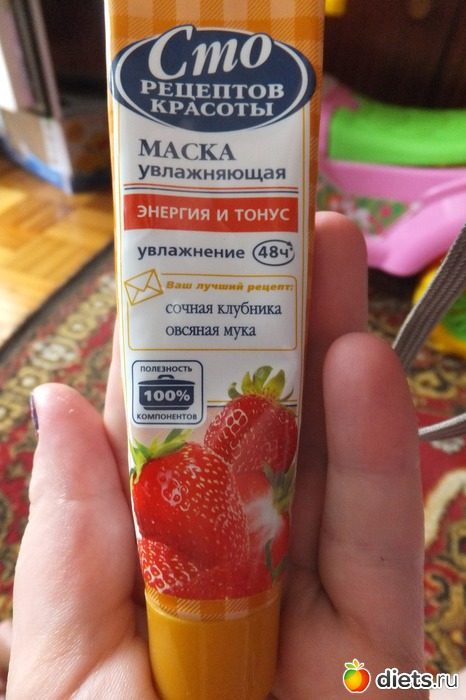 Сто
РЕЦЕПТОВ
КРАСОТЫ
МАСКА
увлажняющая
ЭНЕРГИЯ И ТОНУС
увлажнение 48ч
Ваш лучший рецепт:
сочная клубника
овсяная мука
ПОЛЕЗНОСТЬ
100%
КОМПОНЕНТОВ
diets.ru